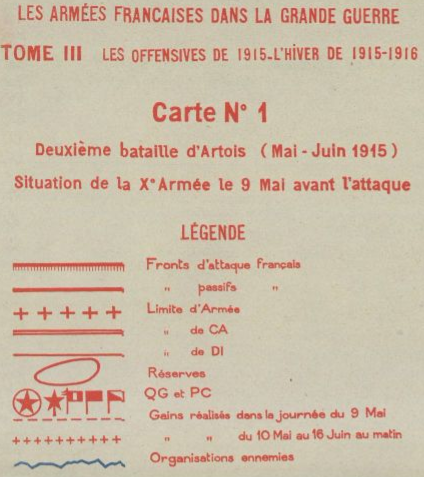 LES ARMÉES FRANCAISES DANS LA GRANDE GUERRE
TOME III LES OFFENSIVES DE 1915-L'HIVER DE 1915-1916
Carte N° 1
Deuxième bataille d'Artois (Mai - Juin 1915)
Situation de la Xe Armée le 9 Mai avant l'attaque
LÉGENDE
Fronts d'attaque français
" passifs "
Limite d'Armée
" de CA
" de DI
Réserves
QG et PC
Gains réalisés dans la journée du 9 Mai
" " du 10 Mai au 16 Juin au matin
Organisations ennemies